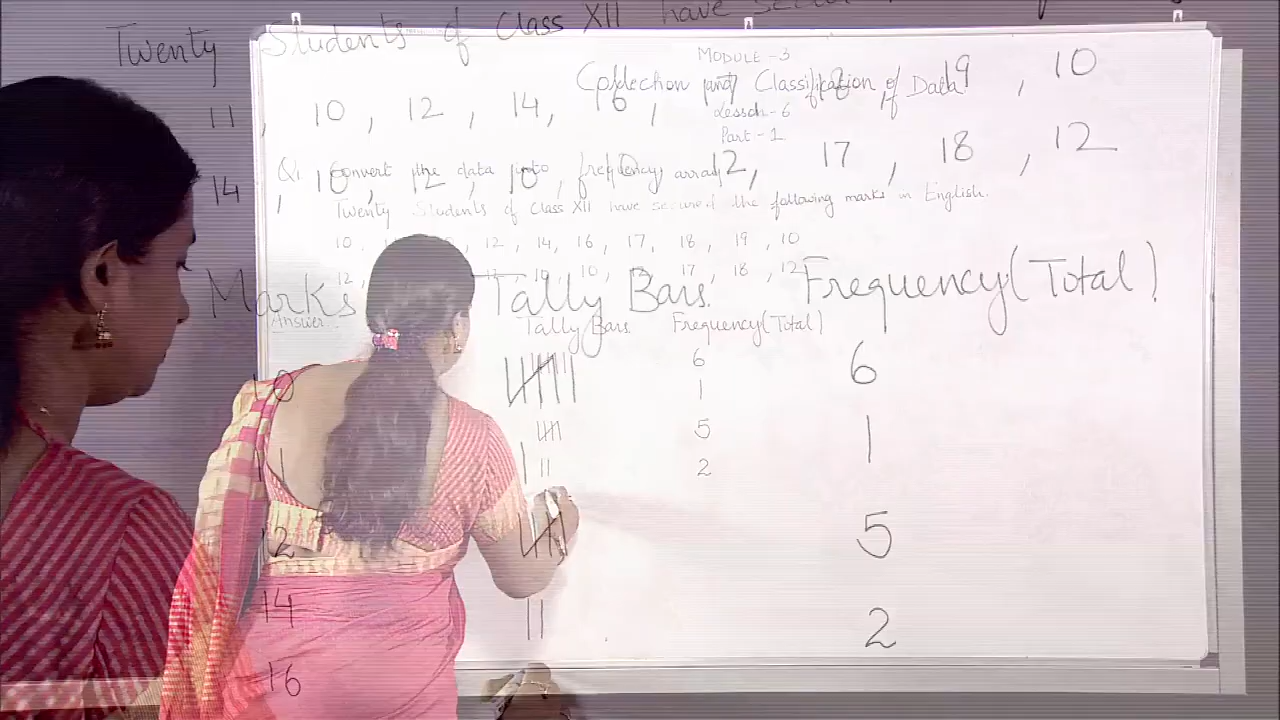 Twenty Students of Class XII have
MODULE - 3
Collection and Classification of Data
19, 10
11, 10, 12, 14, 16,
Lesson - 6
Part - 1
Q1 Convert the data into frequency array
12, 17, 18, 12
14, 10, 12, 10,
Twenty Students of Class XII have secured the following marks in English.
10, 12, 14, 16, 17, 18, 19, 10
12, 10, 17, 18, 12
Marks Tally Bars. Frequency (Total)
Answer
Tally Bars Frequency (Total)
6
10 6
1
5
11 1
2
12 5
14 2
16